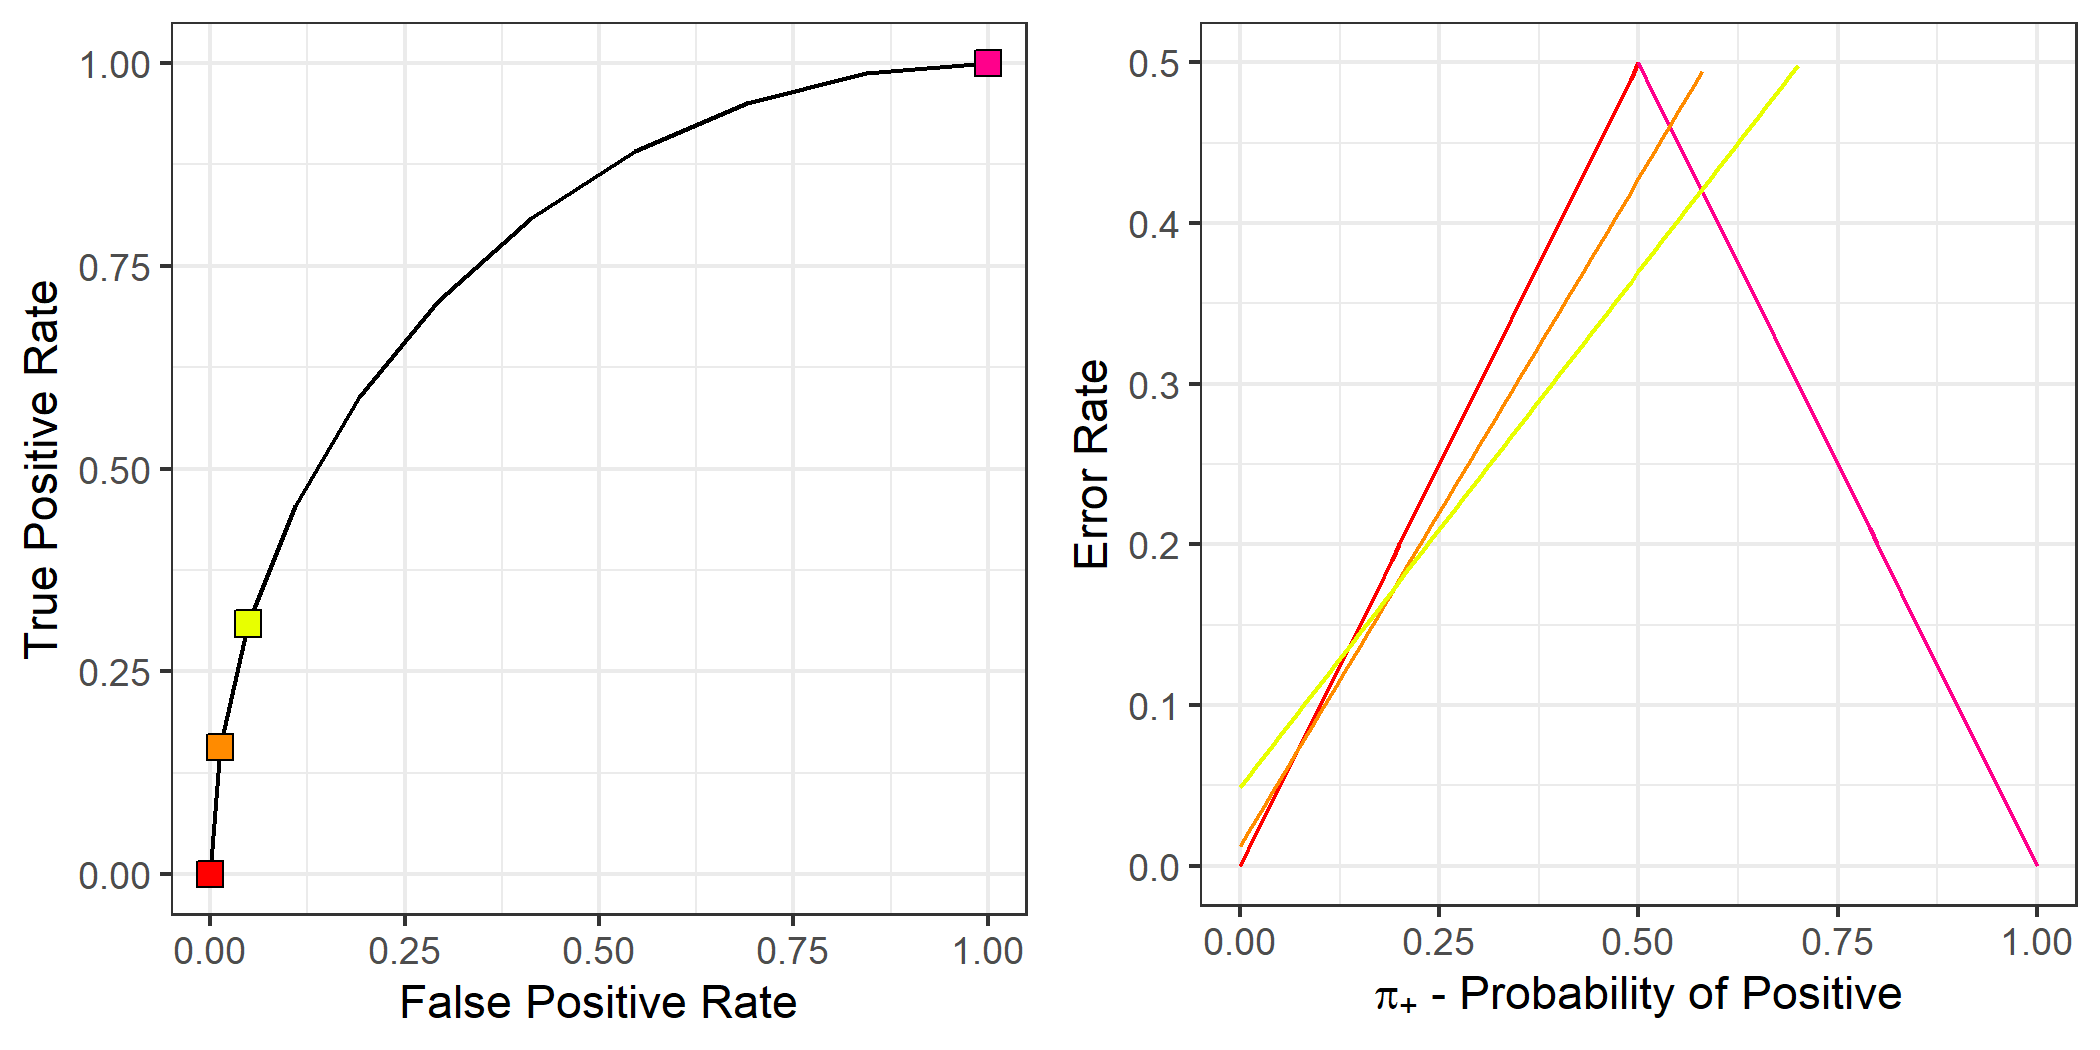 True Positive Rate
1.00
0.75
0.50
0.25
0.00
0.00 0.25 0.50 0.75 1.00
False Positive Rate
Error Rate
0.5
0.4
0.3
0.2
0.1
0.0
0.00 0.25 0.50 0.75 1.00
π₊ - Probability of Positive